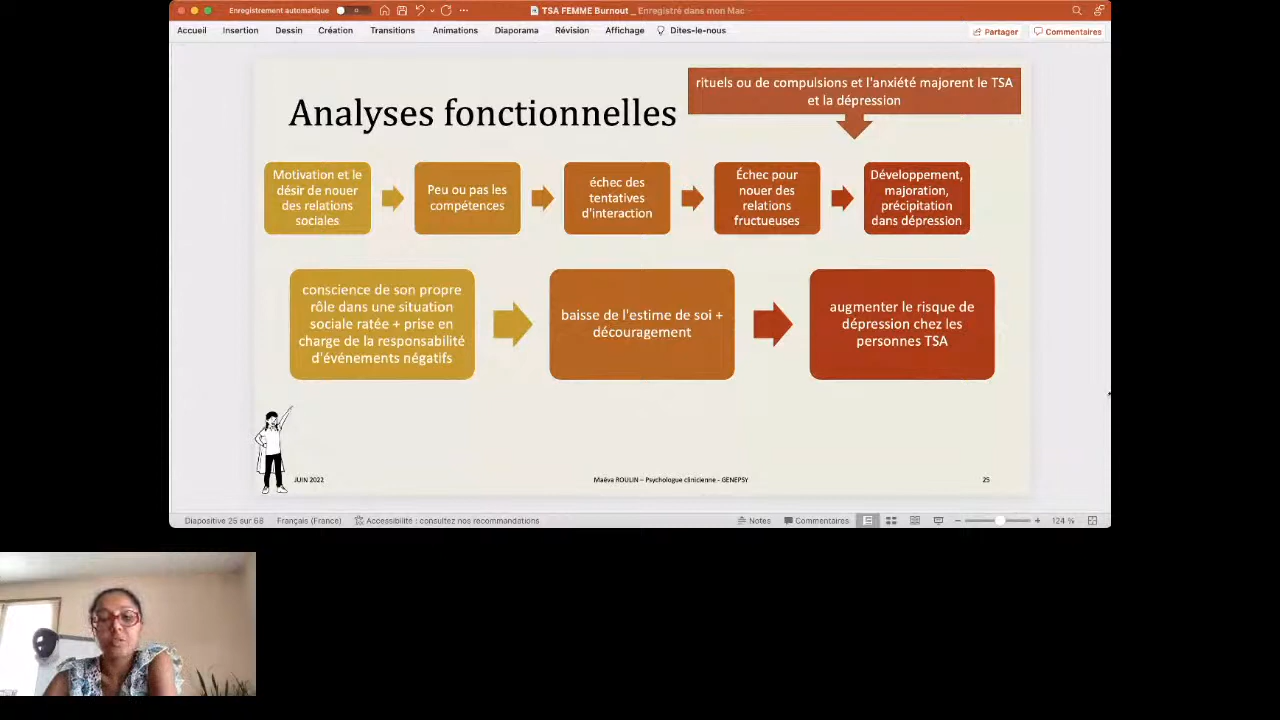 Enregistrement automatique
TSA FEMME Burnout _ Enregistré dans mon Mac
Accueil Insertion Dessin Création Transitions Animations Diaporama Révision Affichage Dites-le-nous Partager Commentaires
rituels ou de compulsions et l'anxiété majorent le TSA
et la dépression
Analyses fonctionnelles
Motivation et le
désir de nouer
des relations
sociales
Peu ou pas les
compétences
échec des
tentatives
d'interaction
Échec pour
nouer des
relations
fructueuses
Développement,
majoration,
précipitation
dans dépression
conscience de son propre
rôle dans une situation
sociale ratée + prise en
charge de la responsabilité
d'événements négatifs
baisse de l'estime de soi +
découragement
augmenter le risque de
dépression chez les
personnes TSA
JUIN 2022
Maëva ROULIN – Psychologue clinicienne - GENEPSY
25
Diapositive 25 sur 68 Français (France) Accessibilité : consultez nos recommandations Notes Commentaires 124 %